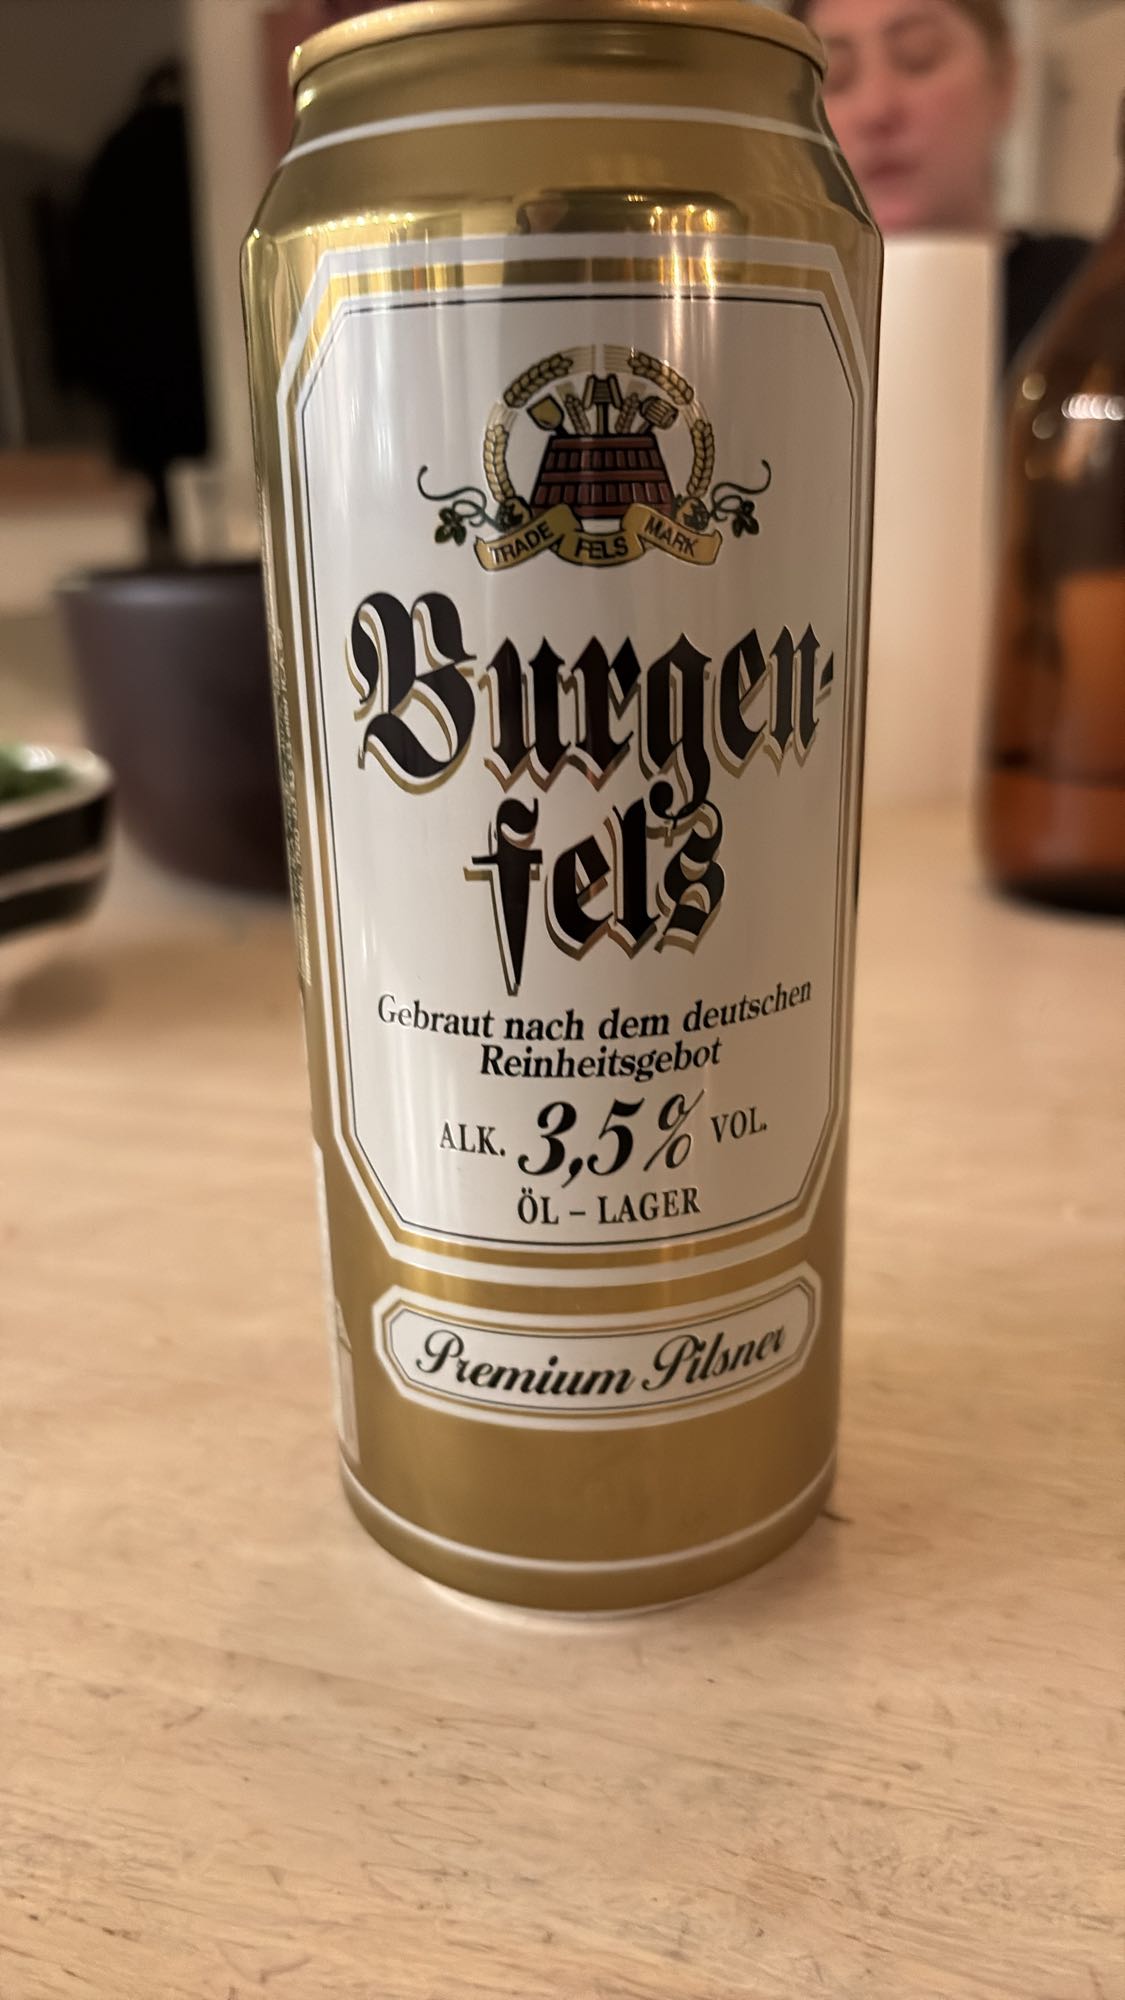 TRADE FELS MARK
Burgen-
fels
Gebraut nach dem deutschen
Reinheitsgebot
ALK. 3,5% VOL.
ÖL – LAGER
Premium Pilsner